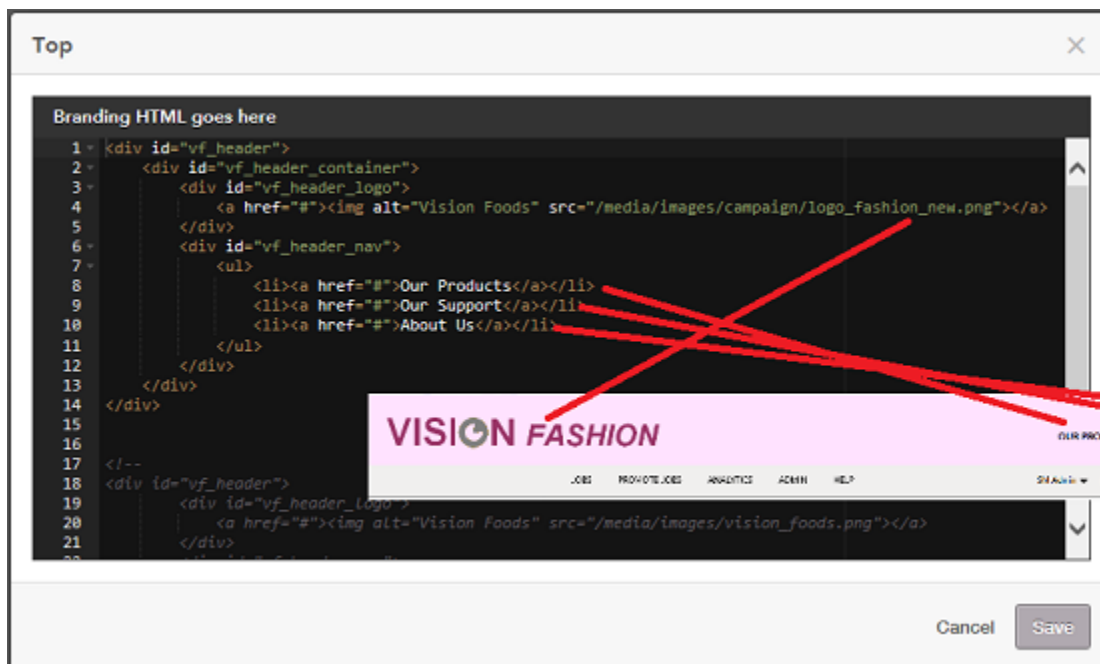 Top
Branding HTML goes here
1 <div id="vf_header">
2 <div id="vf_header_container">
3 <div id="vf_header_logo">
4 <a href="#"><img alt="Vision Foods" src="/media/images/campaign/logo_fashion_new.png"></a>
5 </div>
6 <div id="vf_header_nav">
7 <ul>
8 <li><a href="#">Our Products</a></li>
9 <li><a href="#">Our Support</a></li>
10 <li><a href="#">About Us</a></li>
11 </ul>
12 </div>
13 </div>
14 </div>
15
16
17 <!--
18 <div id="vf_header">
19 <div id="vf_header_logo">
20 <a href="#"><img alt="Vision Foods" src="/media/images/vision_foods.png"></a>
21 </div>
22
VISION FASHION
OUR PRO
JOBS PROMOTE JOBS ANALYTICS ADMIN HELP
SM Admin
Cancel Save